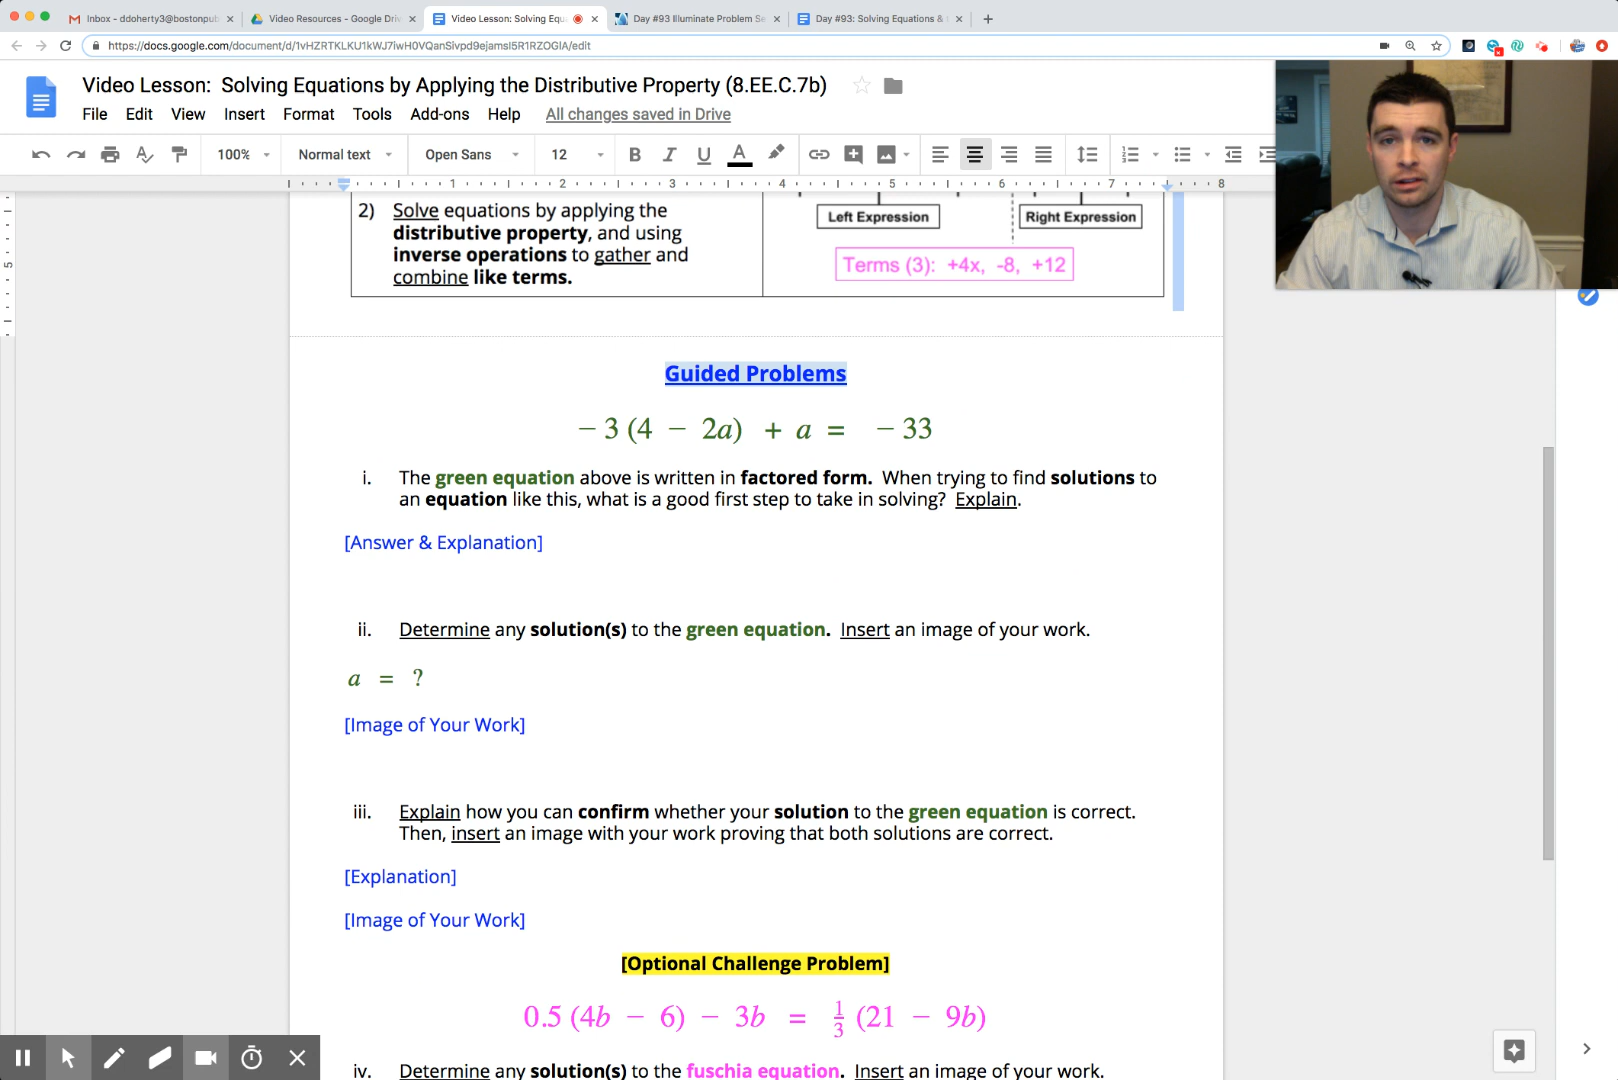 Inbox - ddoherty3@bostonpub
Video Resources - Google Driv
Video Lesson: Solving Equ
Day #93 Illuminate Problem Se
Day #93: Solving Equations &
https://docs.google.com/document/d/1vHZRTKLKU1kWJ7iwH0VQanSivpd9ejamsI5R1RZOGlA/edit
Video Lesson: Solving Equations by Applying the Distributive Property (8.EE.C.7b)
File Edit View Insert Format Tools Add-ons Help All changes saved in Drive
100% Normal text Open Sans 12 B I U A
1 2 3 4 5 6 7 8
5
2) Solve equations by applying the
distributive property, and using
inverse operations to gather and
combine like terms.
Left Expression
Right Expression
Terms (3): +4x, -8, +12
Guided Problems
− 3 (4 − 2a) + a = − 33
i. The green equation above is written in factored form. When trying to find solutions to
an equation like this, what is a good first step to take in solving? Explain.
[Answer & Explanation]
ii. Determine any solution(s) to the green equation. Insert an image of your work.
a = ?
[Image of Your Work]
iii. Explain how you can confirm whether your solution to the green equation is correct.
Then, insert an image with your work proving that both solutions are correct.
[Explanation]
[Image of Your Work]
[Optional Challenge Problem]
0.5 (4b − 6) − 3b = 1/3 (21 − 9b)
iv. Determine any solution(s) to the fuschia equation. Insert an image of your work.